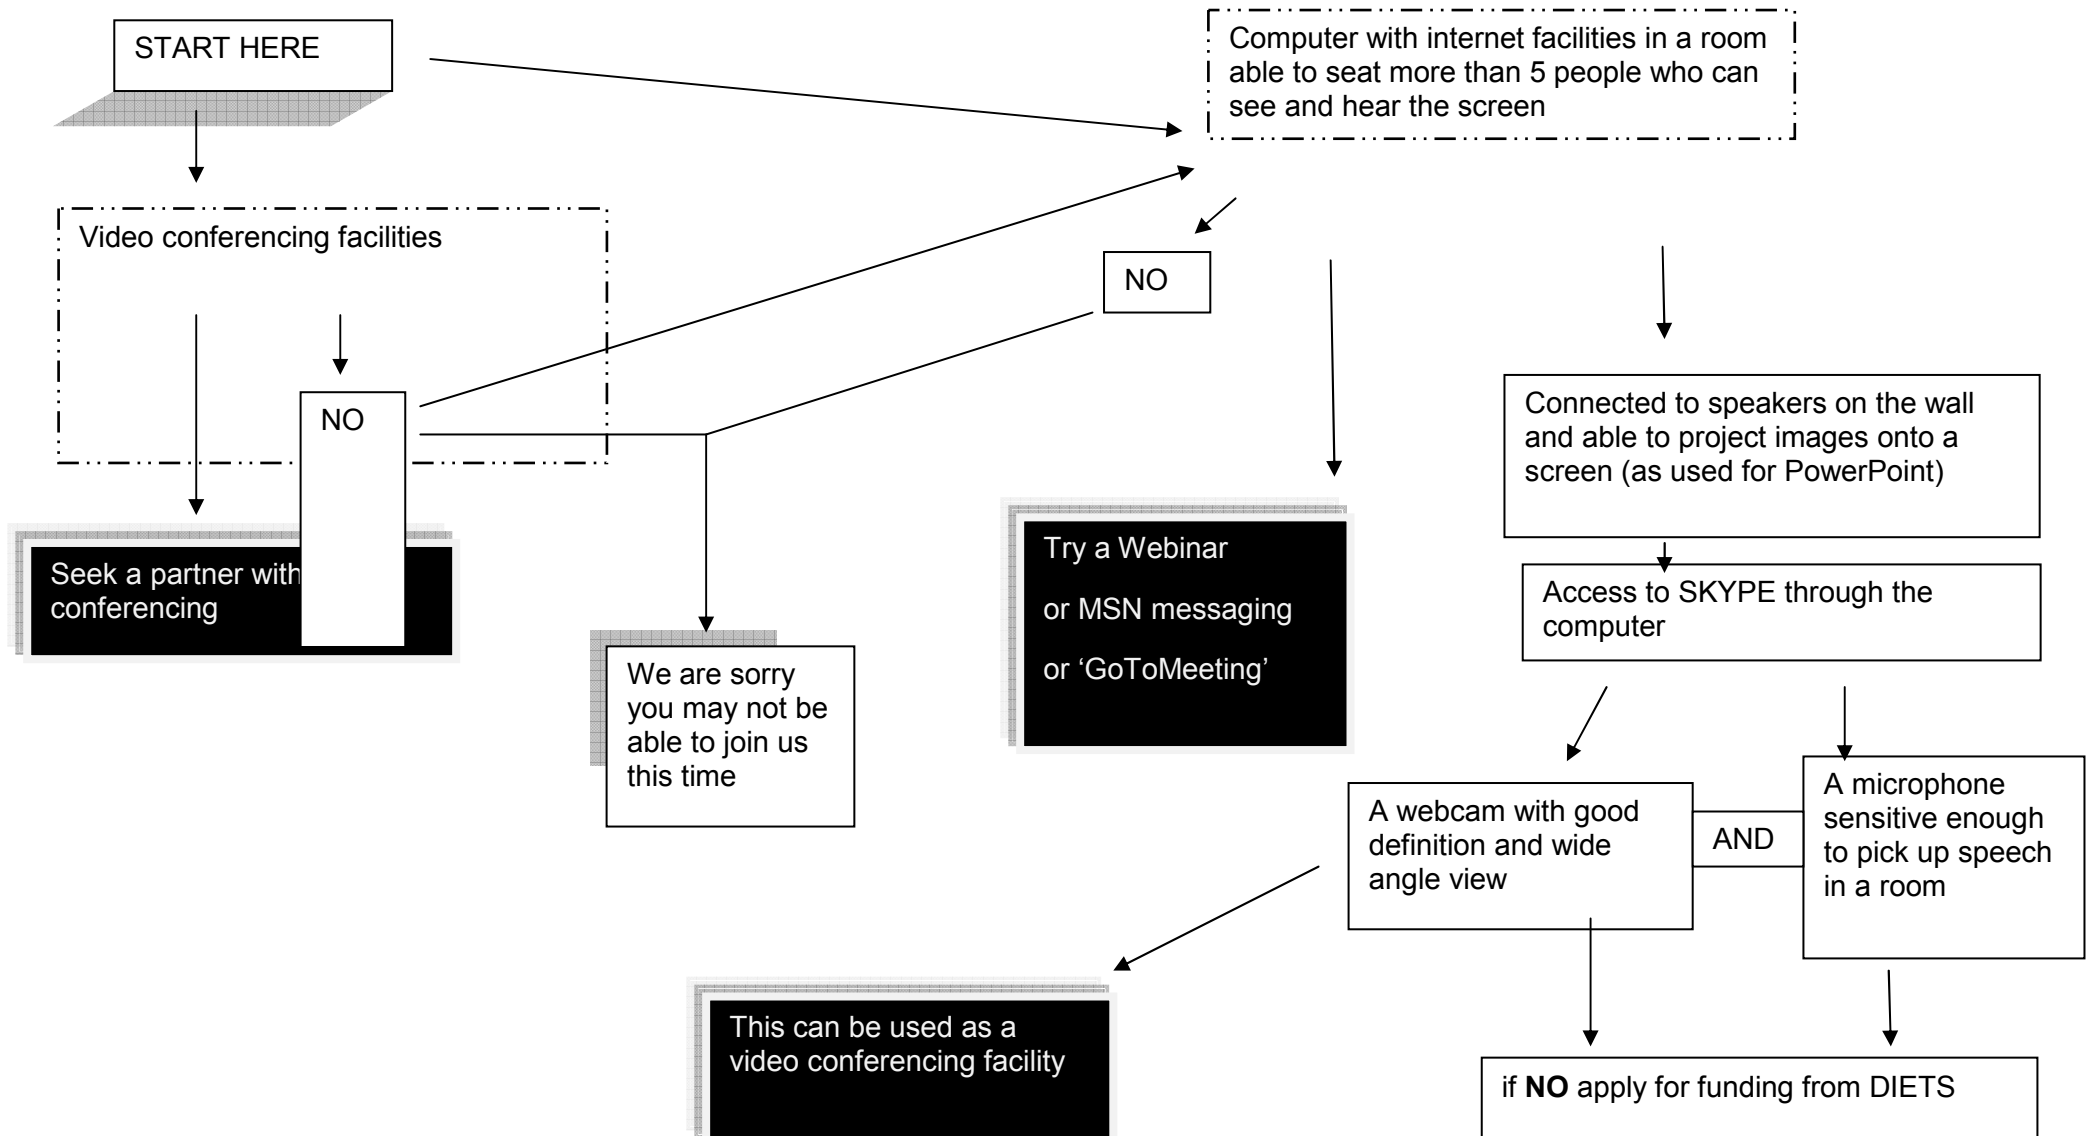 START HERE
Computer with internet facilities in a room
able to seat more than 5 people who can
see and hear the screen
Video conferencing facilities
NO
NO
Connected to speakers on the wall
and able to project images onto a
screen (as used for PowerPoint)
Seek a partner with
conferencing
Try a Webinar
or MSN messaging
or ‘GoToMeeting’
Access to SKYPE through the
computer
We are sorry
you may not be
able to join us
this time
A webcam with good
definition and wide
angle view
AND
A microphone
sensitive enough
to pick up speech
in a room
This can be used as a
video conferencing facility
if NO apply for funding from DIETS